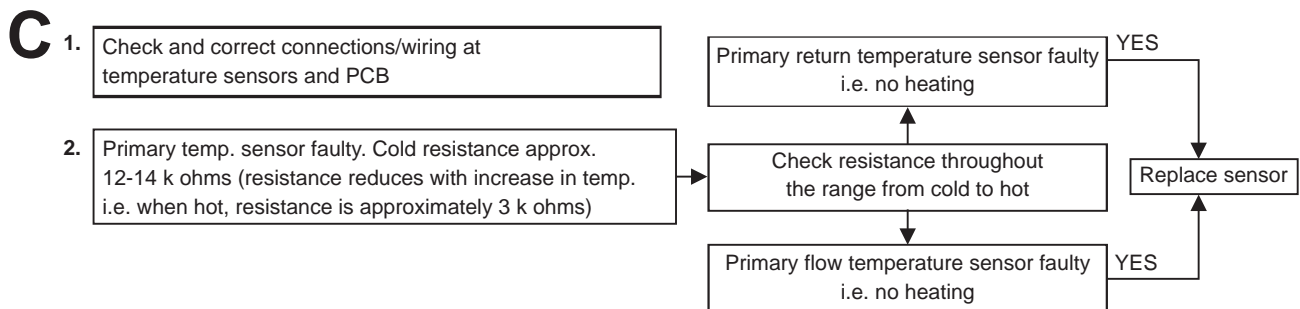 C
1. Check and correct connections/wiring at
temperature sensors and PCB
2. Primary temp. sensor faulty. Cold resistance approx.
12-14 k ohms (resistance reduces with increase in temp.
i.e. when hot, resistance is approximately 3 k ohms)
Primary return temperature sensor faulty
i.e. no heating
YES
Check resistance throughout
the range from cold to hot
Primary flow temperature sensor faulty
i.e. no heating
YES
Replace sensor